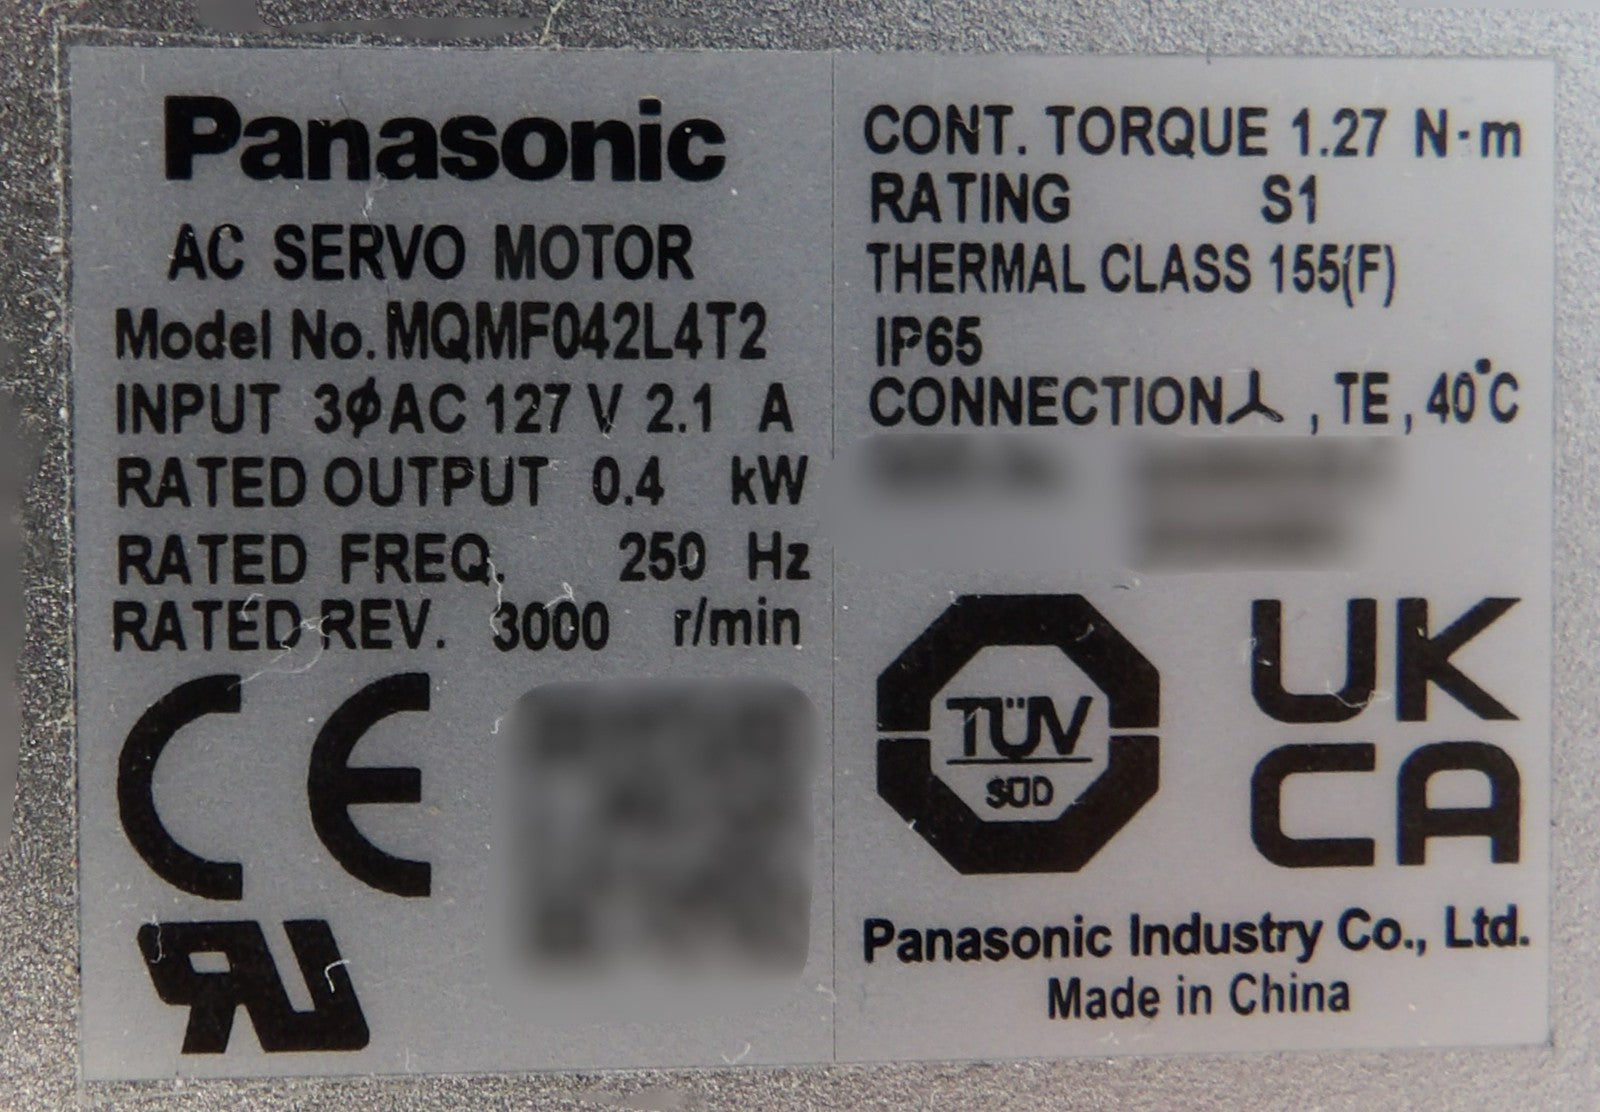 Panasonic
AC SERVO MOTOR
Model No. MQMF042L4T2
INPUT 3ϕAC 127 V 2.1 A
RATED OUTPUT 0.4 kW
RATED FREQ. 250 Hz
RATED REV. 3000 r/min
CE
RU
CONT. TORQUE 1.27 N·m
RATING S1
THERMAL CLASS 155(F)
IP65
CONNECTION⅄ , TE , 40°C
TÜV
SÜD
UK
CA
Panasonic Industry Co., Ltd.
Made in China